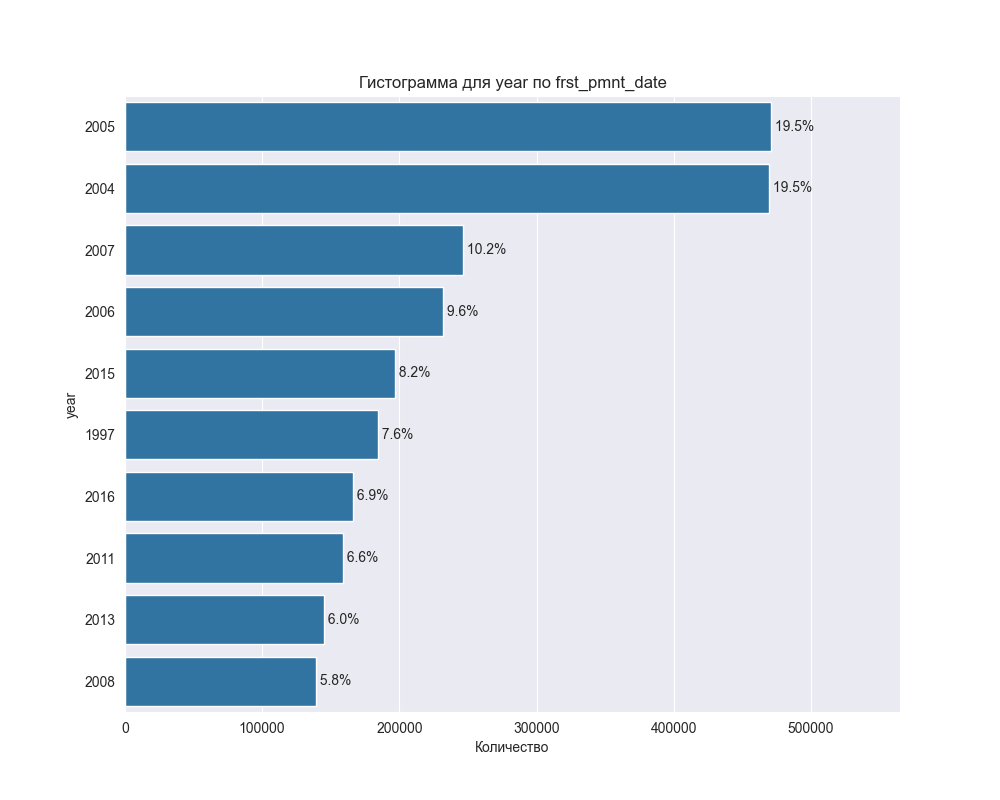 Гистограмма для year по frst_pmnt_date
2005 19.5%
2004 19.5%
2007 10.2%
2006 9.6%
2015 8.2%
year
1997 7.6%
2016 6.9%
2011 6.6%
2013 6.0%
2008 5.8%
0 100000 200000 300000 400000 500000
Количество